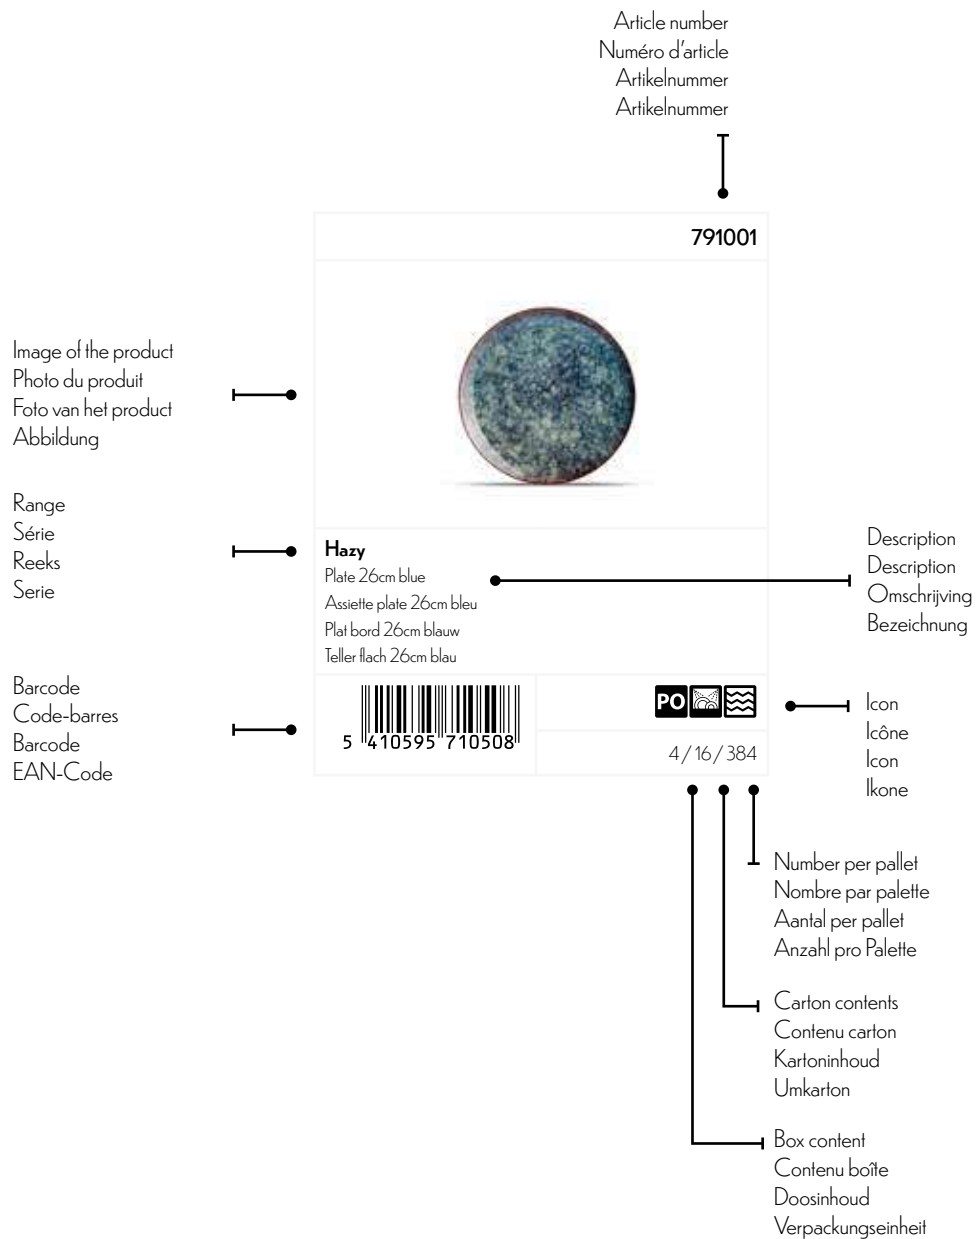 Article number
Numéro d'article
Artikelnummer
Artikelnummer
791001
Image of the product
Photo du produit
Foto van het product
Abbildung
Range
Série
Reeks
Serie
Hazy
Plate 26cm blue
Assiette plate 26cm bleu
Plat bord 26cm blauw
Teller flach 26cm blau
Description
Description
Omschrijving
Bezeichnung
Barcode
Code-barres
Barcode
EAN-Code
5 410595 710508
PO
4 / 16 / 384
Icon
Icône
Icon
Ikone
Number per pallet
Nombre par palette
Aantal per pallet
Anzahl pro Palette
Carton contents
Contenu carton
Kartoninhoud
Umkarton
Box content
Contenu boîte
Doosinhoud
Verpackungseinheit